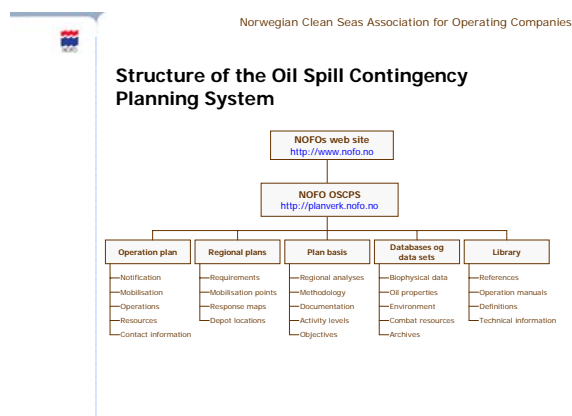 Norwegian Clean Seas Association for Operating Companies
NOFO
Structure of the Oil Spill Contingency
Planning System
NOFOs web site
http://www.nofo.no
NOFO OSCPS
http://planverk.nofo.no
Operation plan
Notification
Mobilisation
Operations
Resources
Contact information
Regional plans
Requirements
Mobilisation points
Response maps
Depot locations
Plan basis
Regional analyses
Methodology
Documentation
Activity levels
Objectives
Databases og
data sets
Biophysical data
Oil properties
Environment
Combat resources
Archives
Library
References
Operation manuals
Definitions
Technical information